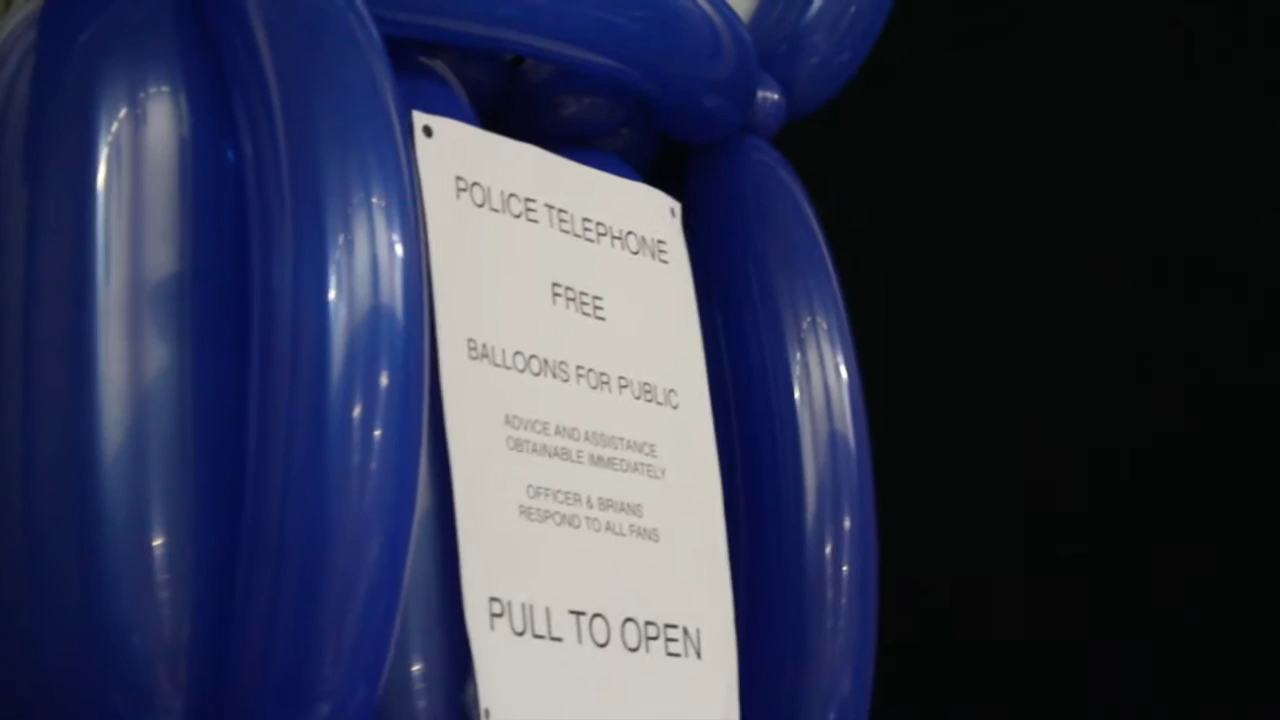 POLICE TELEPHONE
FREE
BALLOONS FOR PUBLIC
ADVICE AND ASSISTANCE
OBTAINABLE IMMEDIATELY
OFFICER & BRIANS
RESPOND TO ALL FANS
PULL TO OPEN